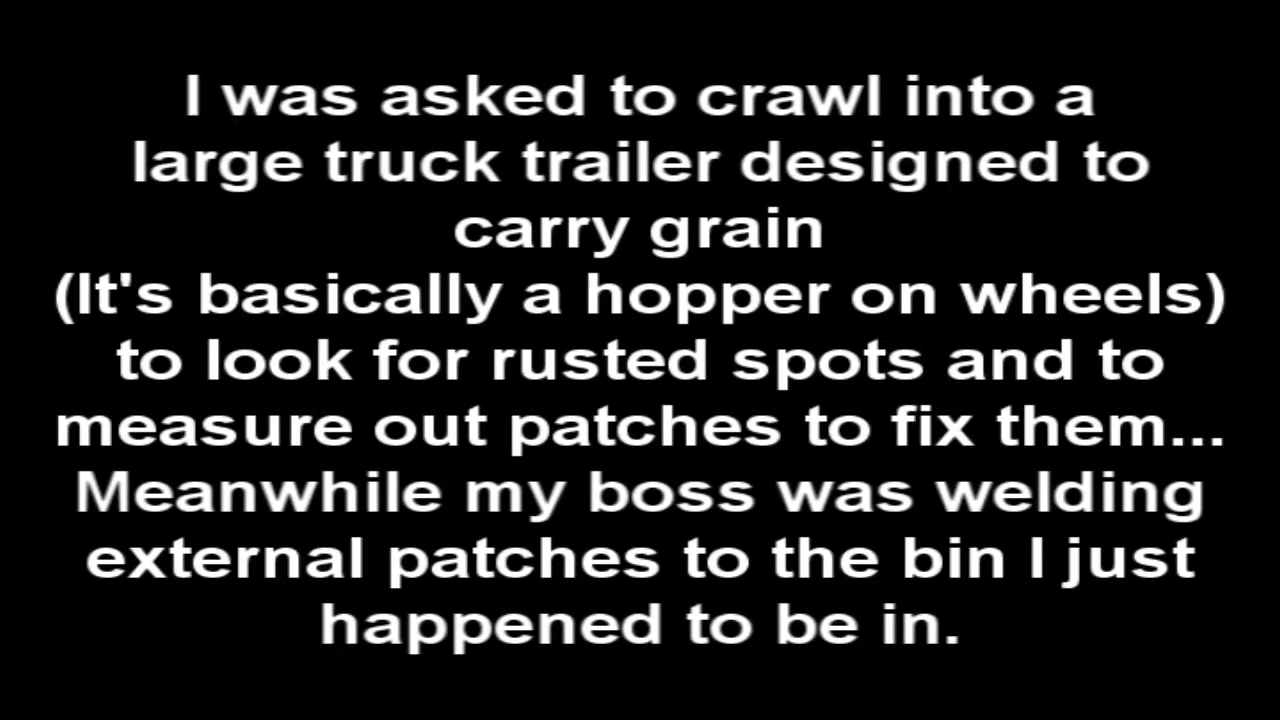 I was asked to crawl into a
large truck trailer designed to
carry grain
(It's basically a hopper on wheels)
to look for rusted spots and to
measure out patches to fix them...
Meanwhile my boss was welding
external patches to the bin I just
happened to be in.